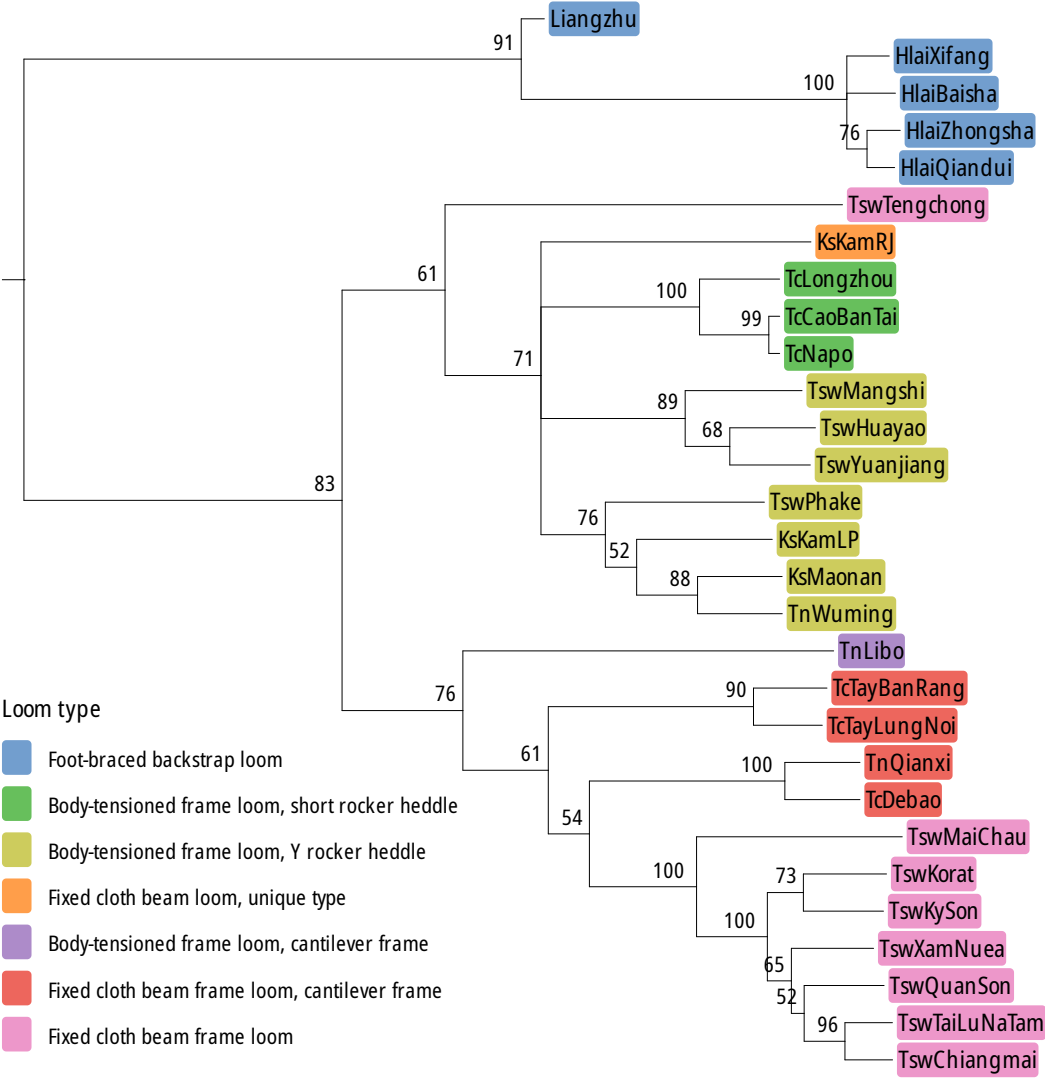 Liangzhu
91
HlaiXifang
100
HlaiBaisha
76
HlaiZhongsha
HlaiQiandui
TswTengchong
KsKamRJ
61
TcLongzhou
100
99
TcCaoBanTai
TcNapo
71
TswMangshi
89
68
TswHuayao
TswYuanjiang
83
TswPhake
76
52
KsKamLP
88
KsMaonan
TnWuming
TnLibo
76
90
TcTayBanRang
TcTayLungNoi
61
100
TnQianxi
TcDebao
54
TswMaiChau
100
73
TswKorat
TswKySon
100
TswXamNuea
65
52
TswQuanSon
96
TswTaiLuNaTam
TswChiangmai
Loom type
Foot-braced backstrap loom
Body-tensioned frame loom, short rocker heddle
Body-tensioned frame loom, Y rocker heddle
Fixed cloth beam loom, unique type
Body-tensioned frame loom, cantilever frame
Fixed cloth beam frame loom, cantilever frame
Fixed cloth beam frame loom